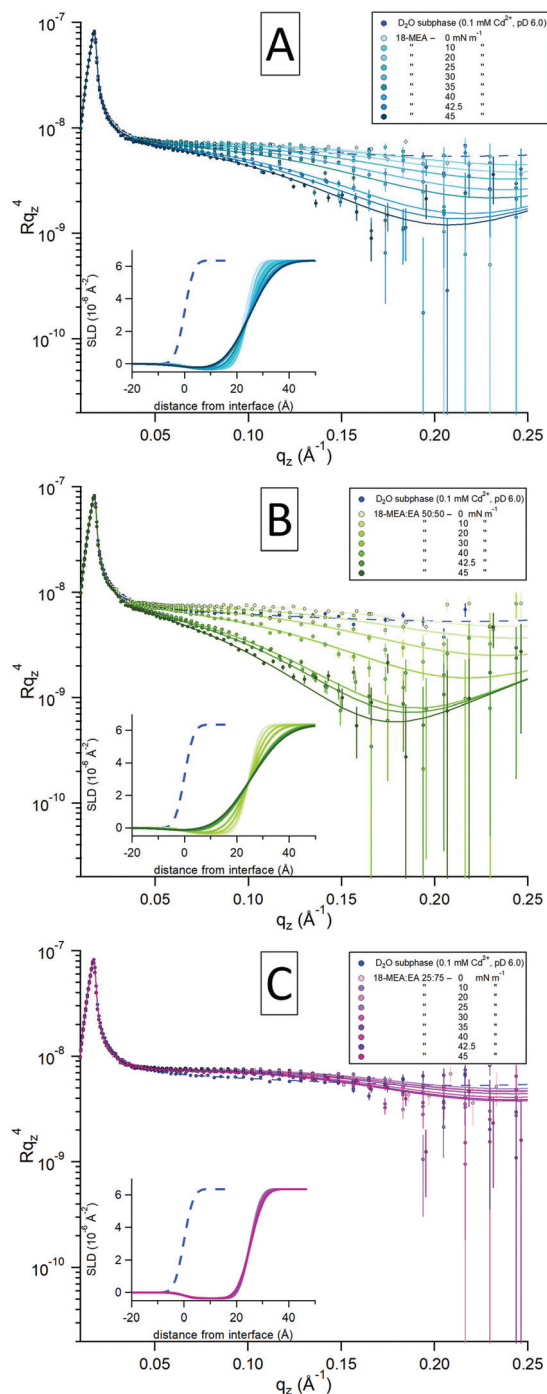 A
D₂O subphase (0.1 mM Cd²⁺, pD 6.0)
18-MEA – 0 mN m⁻¹
" 10 "
" 20 "
" 25 "
" 30 "
" 35 "
" 40 "
" 42.5 "
" 45 "
10⁻⁷
10⁻⁸
10⁻⁹
10⁻¹⁰
Rq_z⁴
SLD (10⁻⁶ Å⁻²)
6
4
2
0
-20 0 20 40
distance from interface (Å)
0.05 0.10 0.15 0.20 0.25
q_z (Å⁻¹)
B
D₂O subphase (0.1 mM Cd²⁺, pD 6.0)
18-MEA:EA 50:50 – 0 mN m⁻¹
" 10 "
" 20 "
" 30 "
" 40 "
" 42.5 "
" 45 "
10⁻⁷
10⁻⁸
10⁻⁹
10⁻¹⁰
Rq_z⁴
SLD (10⁻⁶ Å⁻²)
6
4
2
0
-20 0 20 40
distance from interface (Å)
0.05 0.10 0.15 0.20 0.25
q_z (Å⁻¹)
C
D₂O subphase (0.1 mM Cd²⁺, pD 6.0)
18-MEA:EA 25:75 – 0 mN m⁻¹
" 10 "
" 20 "
" 25 "
" 30 "
" 35 "
" 40 "
" 42.5 "
" 45 "
10⁻⁷
10⁻⁸
10⁻⁹
10⁻¹⁰
Rq_z⁴
SLD (10⁻⁶ Å⁻²)
6
4
2
0
-20 0 20 40
distance from interface (Å)
0.05 0.10 0.15 0.20 0.25
q_z (Å⁻¹)